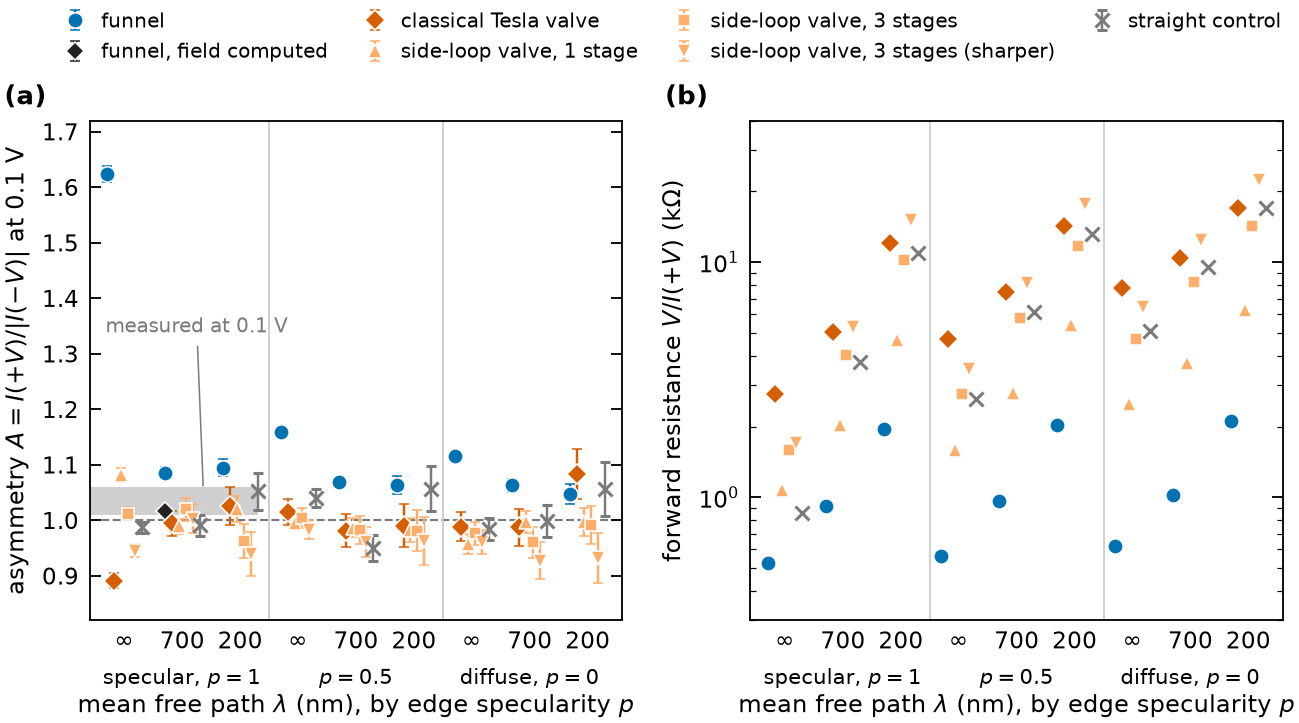 funnel
funnel, field computed
classical Tesla valve
side-loop valve, 1 stage
side-loop valve, 3 stages
side-loop valve, 3 stages (sharper)
straight control
(a)
asymmetry A = I(+V)/|I(−V)| at 0.1 V
1.7
1.6
1.5
1.4
1.3
1.2
1.1
1.0
0.9
measured at 0.1 V
∞ 700 200 ∞ 700 200 ∞ 700 200
specular, p = 1 p = 0.5 diffuse, p = 0
mean free path λ (nm), by edge specularity p
(b)
forward resistance V/I(+V) (kΩ)
10¹
10⁰
∞ 700 200 ∞ 700 200 ∞ 700 200
specular, p = 1 p = 0.5 diffuse, p = 0
mean free path λ (nm), by edge specularity p